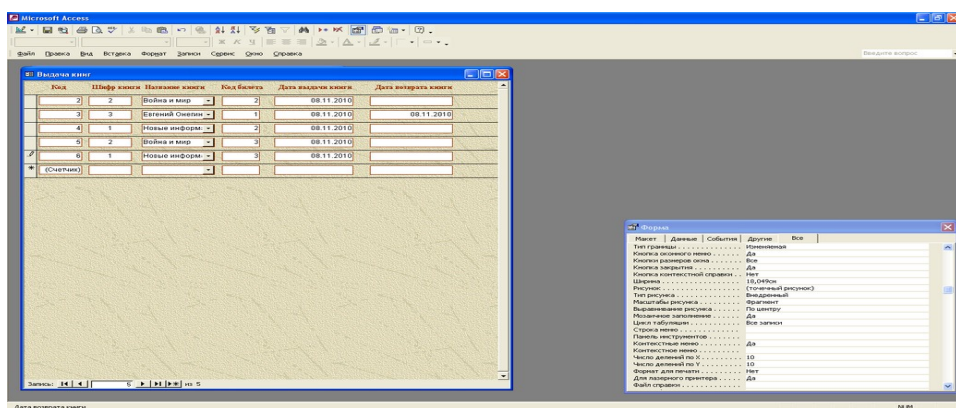 Microsoft Access
Файл Правка Вид Вставка Формат Записи Сервис Окно Справка
Введите вопрос
Выдача книг
Код Шифр книги Название книги Код билета Дата выдачи книги Дата возврата книги
2 2 Война и мир 2 08.11.2010
3 3 Евгений Онегин 1 08.11.2010 08.11.2010
4 1 Новые информ. 2 08.11.2010
5 2 Война и мир 3 08.11.2010
6 1 Новые информ. 3 08.11.2010
(Счетчик)
Запись: 5 из 5
Форма
Макет Данные События Другие Все
Тип границы Изменяемая
Кнопка оконного меню Да
Кнопки размеров окна Все
Кнопка закрытия Да
Кнопка контекстной справки Нет
Ширина 18,049см
Рисунок (точечный рисунок)
Тип рисунка Внедренный
Масштабы рисунка Фрагмент
Выравнивание рисунка По центру
Мозаичное заполнение Да
Цикл табуляции Все записи
Строка меню
Панель инструментов
Контекстные меню Да
Контекстное меню
Число делений по X 10
Число делений по Y 10
Формат для печати Нет
Для лазерного принтера Да
Файл справки
Дата возврата книги
NUM